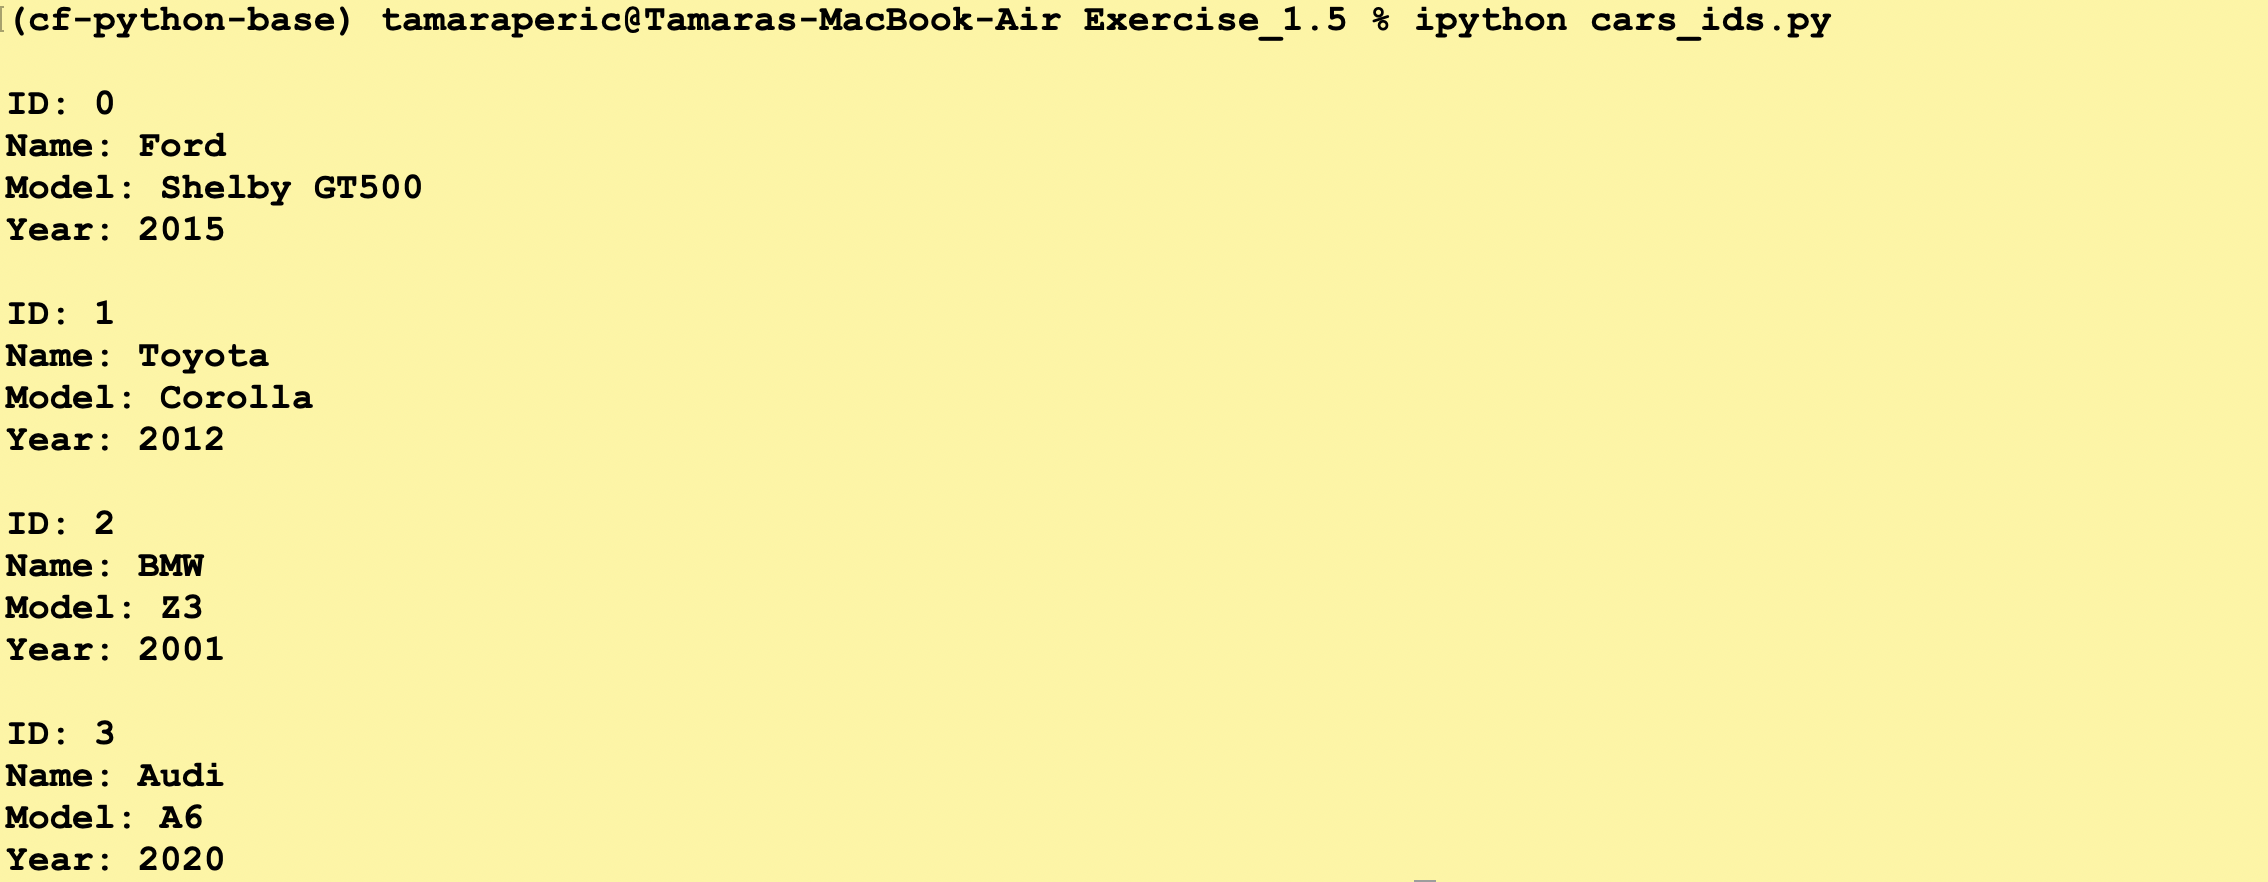 (cf-python-base) tamaraperic@Tamaras-MacBook-Air Exercise_1.5 % ipython cars_ids.py
ID: 0
Name: Ford
Model: Shelby GT500
Year: 2015
ID: 1
Name: Toyota
Model: Corolla
Year: 2012
ID: 2
Name: BMW
Model: Z3
Year: 2001
ID: 3
Name: Audi
Model: A6
Year: 2020